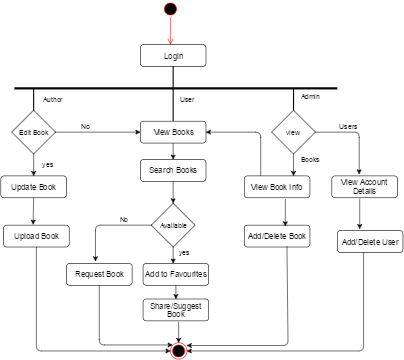 Login
Author
User
Admin
Edit Book
No
View Books
view
Users
yes
Search Books
Books
Update Book
View Book Info
View Account
Details
No
Available
Upload Book
Add/Delete Book
Add/Delete User
yes
Request Book
Add to Favourites
Share/Suggest
Book